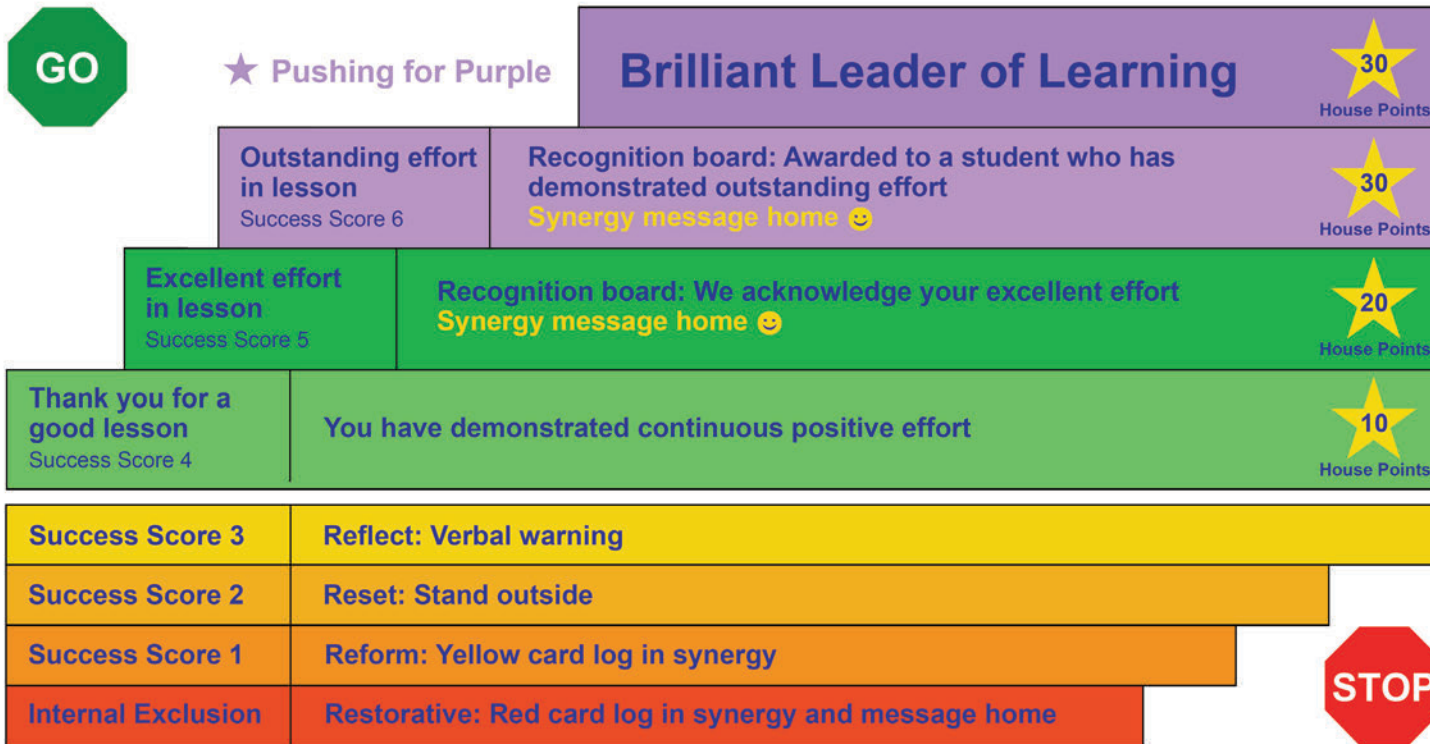 GO
★ Pushing for Purple
Brilliant Leader of Learning
30
House Points
Outstanding effort
in lesson
Success Score 6
Recognition board: Awarded to a student who has
demonstrated outstanding effort
Synergy message home
30
House Points
Excellent effort
in lesson
Success Score 5
Recognition board: We acknowledge your excellent effort
Synergy message home
20
House Points
Thank you for a
good lesson
Success Score 4
You have demonstrated continuous positive effort
10
House Points
Success Score 3
Reflect: Verbal warning
Success Score 2
Reset: Stand outside
Success Score 1
Reform: Yellow card log in synergy
Internal Exclusion
Restorative: Red card log in synergy and message home
STOP